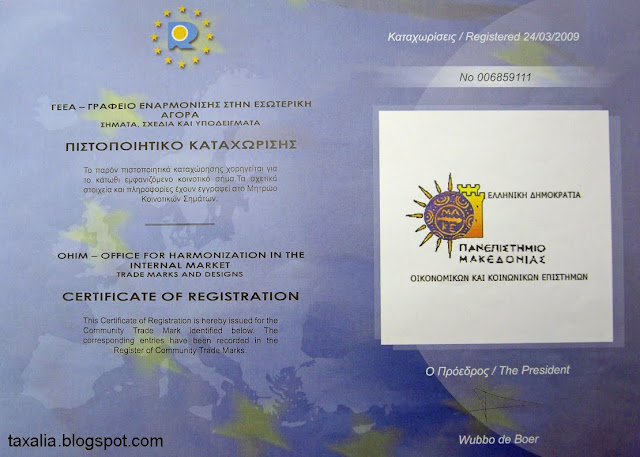 Καταχωρίσεις / Registered 24/03/2009
No 006859111
ΓΕΕΑ – ΓΡΑΦΕΙΟ ΕΝΑΡΜΟΝΙΣΗΣ ΣΤΗΝ ΕΣΩΤΕΡΙΚΗ
ΑΓΟΡΑ
ΣΗΜΑΤΑ, ΣΧΕΔΙΑ ΚΑΙ ΥΠΟΔΕΙΓΜΑΤΑ
ΠΙΣΤΟΠΟΙΗΤΙΚΟ ΚΑΤΑΧΩΡΙΣΗΣ
Το παρόν πιστοποιητικό καταχώρησης χορηγείται για
το κάτωθι εμφανιζόμενο κοινοτικό σήμα.Τα σχετικά
στοιχεία και πληροφορίες έχουν εγγραφεί στο Μητρώο
Κοινοτικών Σημάτων.
OHIM – OFFICE FOR HARMONIZATION IN THE
INTERNAL MARKET
TRADE MARKS AND DESIGNS
CERTIFICATE OF REGISTRATION
This Certificate of Registration is hereby issued for the
Community Trade Mark identified below. The
corresponding entries have been recorded in the
Register of Community Trade Marks.
ΕΛΛΗΝΙΚΗ ΔΗΜΟΚΡΑΤΙΑ
ΜΑ
ΚΕ
ΠΑΝΕΠΙΣΤΗΜΙΟ
ΜΑΚΕΔΟΝΙΑΣ
ΟΙΚΟΝΟΜΙΚΩΝ ΚΑΙ ΚΟΙΝΩΝΙΚΩΝ ΕΠΙΣΤΗΜΩΝ
Ο Πρόεδρος / The President
Wubbo de Boer
taxalia.blogspot.com